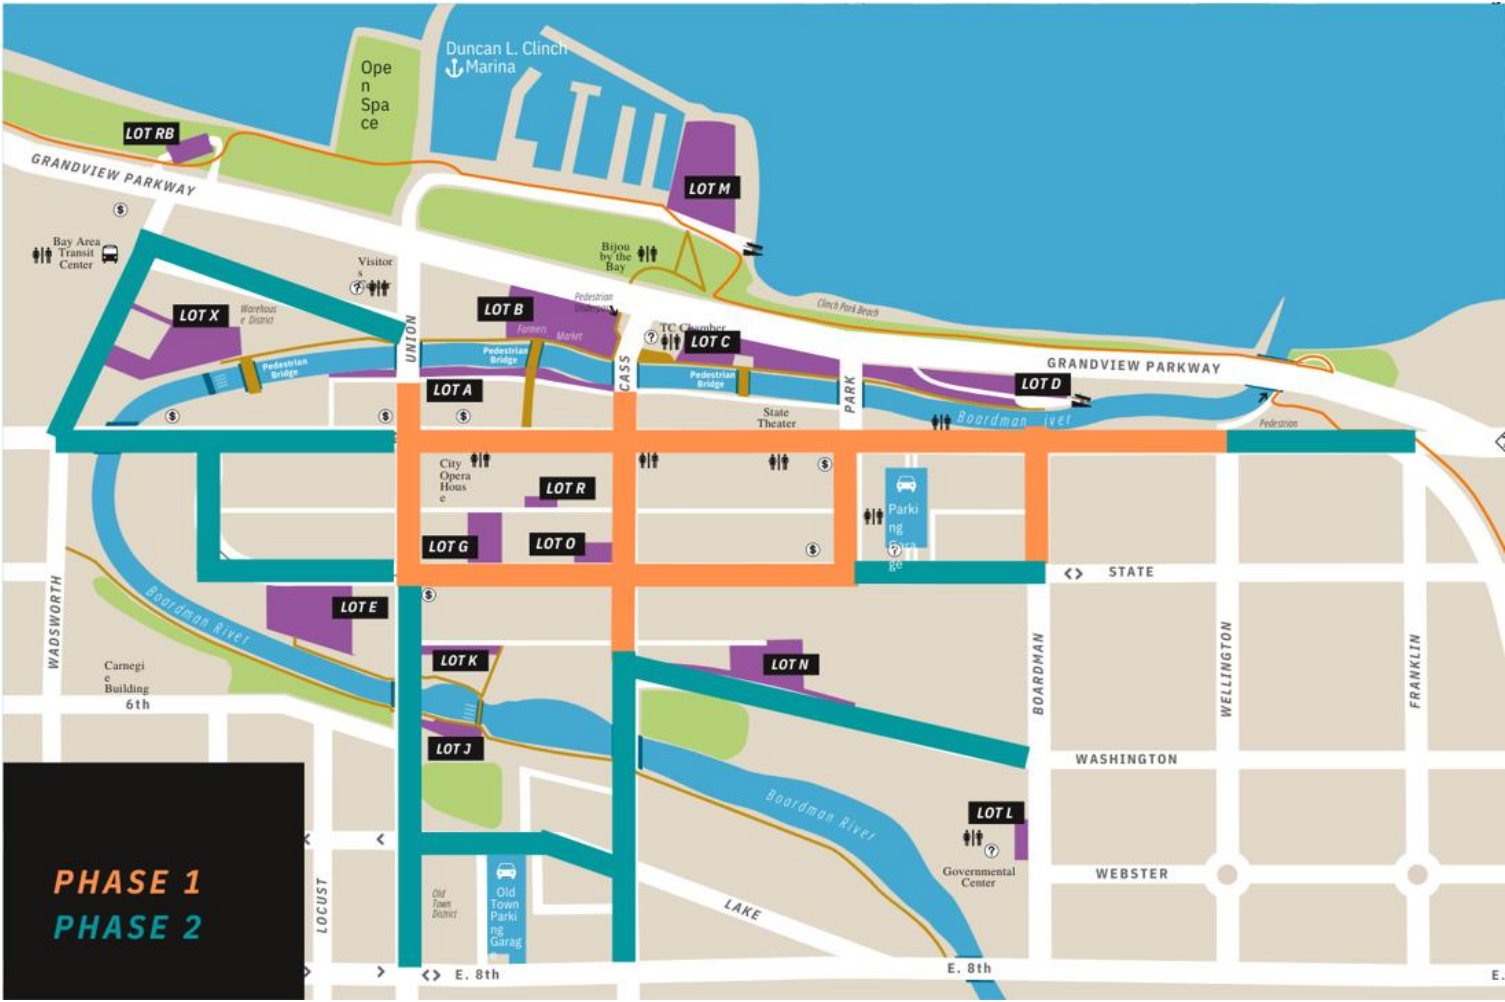 Duncan L. Clinch
Marina
Ope
n
Spa
ce
LOT RB
GRANDVIEW PARKWAY
LOT M
Bay Area
Transit
Center
Visitor
s
Bijou
by the
Bay
Pedestrian
Clinch Park Beach
LOT X
Warehous
e District
LOT B
Farmers
Market
TC Chamber
LOT C
UNION
CASS
PARK
Pedestrian
Bridge
Pedestrian
Bridge
Pedestrian
Bridge
GRANDVIEW PARKWAY
LOT D
LOT A
State
Theater
Boardman
iver
Pedestrian
City
Opera
Hous
e
LOT R
LOT G
LOT O
Parki
ng
Gara
ge
STATE
WADSWORTH
Boardman River
LOT E
LOT K
LOT N
BOARDMAN
WELLINGTON
FRANKLIN
Carnegi
e
Building
6th
LOT J
WASHINGTON
Boardman River
LOT L
Governmental
Center
WEBSTER
PHASE 1
PHASE 2
LOCUST
Old
Town
District
Old
Town
Parki
ng
Garag
LAKE
E. 8th
E. 8th
E.